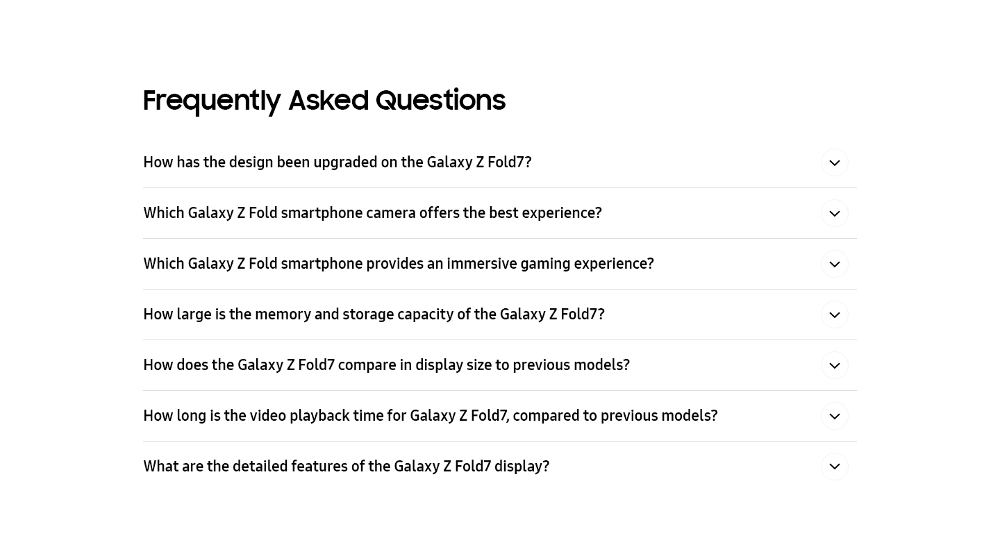 Frequently Asked Questions
How has the design been upgraded on the Galaxy Z Fold7?
Which Galaxy Z Fold smartphone camera offers the best experience?
Which Galaxy Z Fold smartphone provides an immersive gaming experience?
How large is the memory and storage capacity of the Galaxy Z Fold7?
How does the Galaxy Z Fold7 compare in display size to previous models?
How long is the video playback time for Galaxy Z Fold7, compared to previous models?
What are the detailed features of the Galaxy Z Fold7 display?